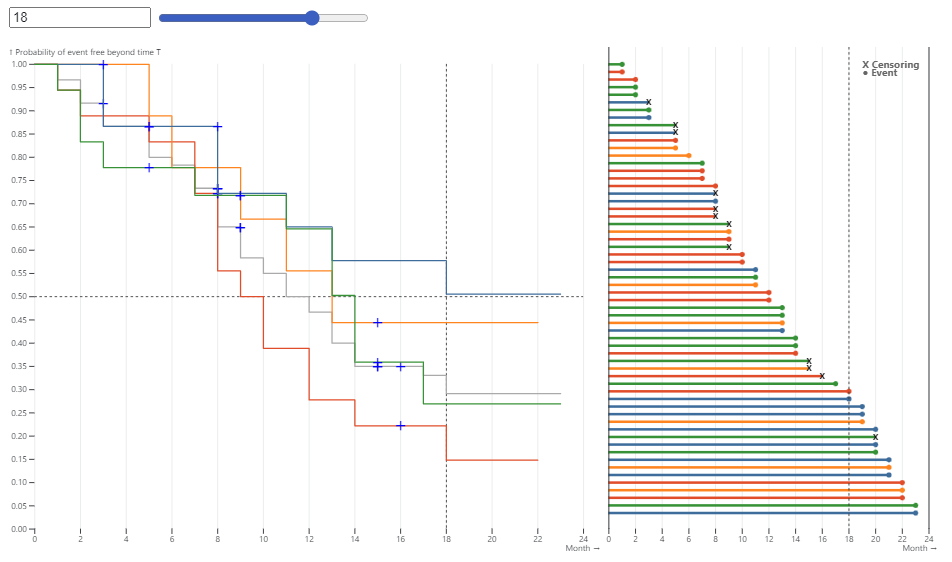 18
↑ Probability of event free beyond time T
1.00
0.95
0.90
0.85
0.80
0.75
0.70
0.65
0.60
0.55
0.50
0.45
0.40
0.35
0.30
0.25
0.20
0.15
0.10
0.05
0.00
0 2 4 6 8 10 12 14 16 18 20 22 24
Month →
X Censoring
● Event
X
X
X
X
X
X
X
X
X
X
X
X
0 2 4 6 8 10 12 14 16 18 20 22 24
Month →